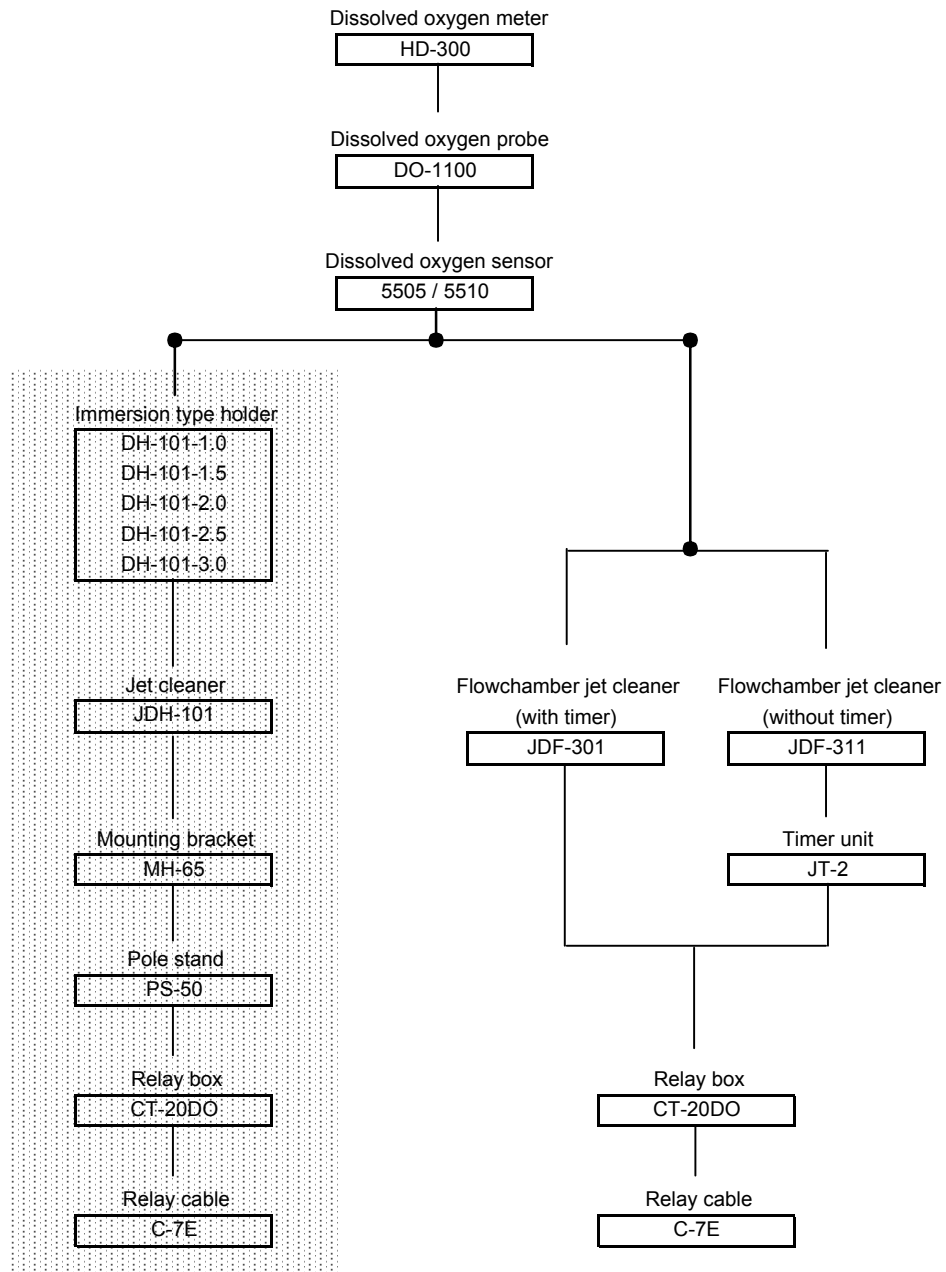 Dissolved oxygen meter
HD-300
Dissolved oxygen probe
DO-1100
Dissolved oxygen sensor
5505 / 5510
Immersion type holder
DH-101-1.0
DH-101-1.5
DH-101-2.0
DH-101-2.5
DH-101-3.0
Jet cleaner
JDH-101
Mounting bracket
MH-65
Pole stand
PS-50
Relay box
CT-20DO
Relay cable
C-7E
Flowchamber jet cleaner
(with timer)
JDF-301
Flowchamber jet cleaner
(without timer)
JDF-311
Timer unit
JT-2
Relay box
CT-20DO
Relay cable
C-7E